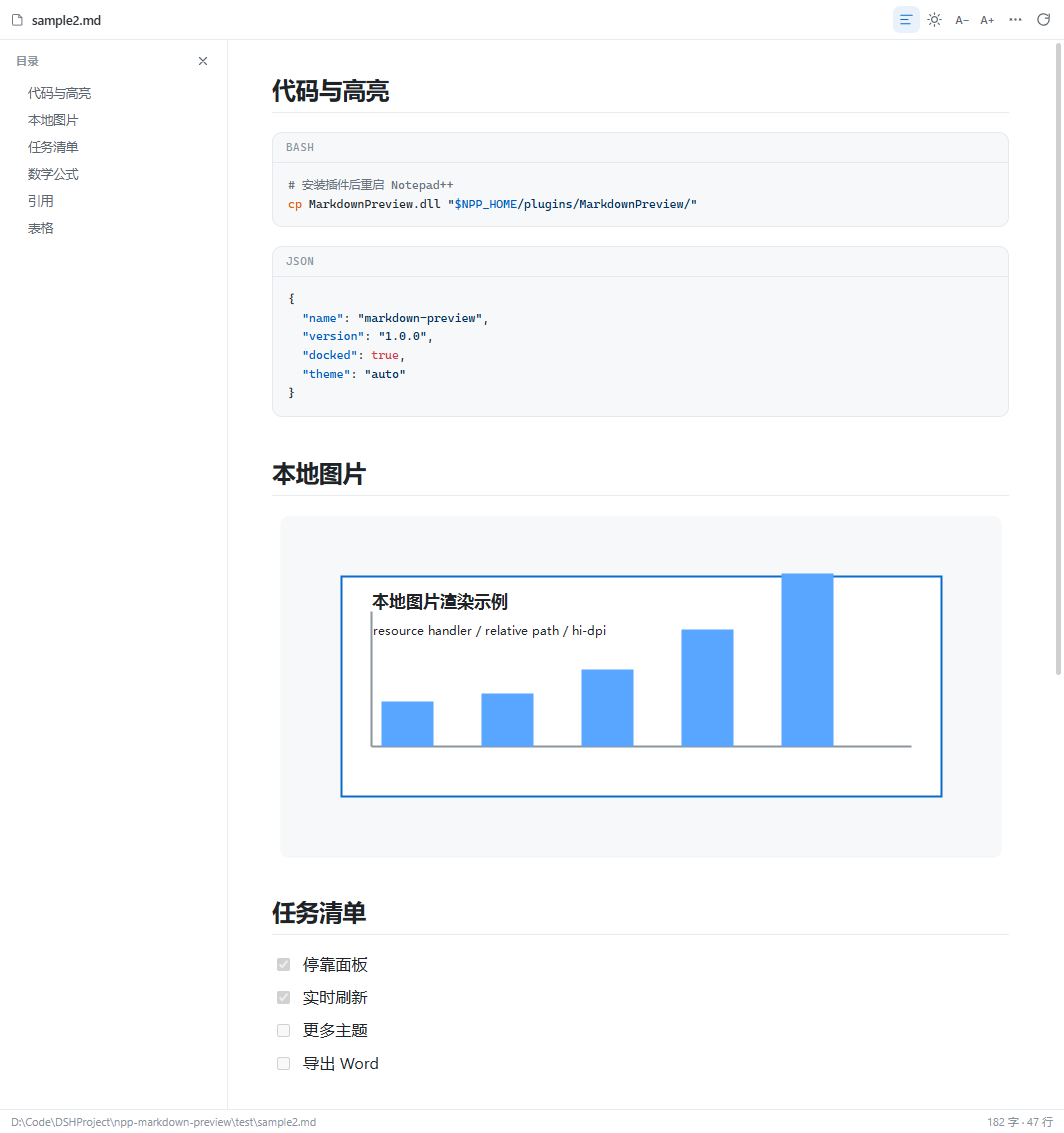 sample2.md
A− A+
目录
代码与高亮
本地图片
任务清单
数学公式
引用
表格
代码与高亮
BASH
# 安装插件后重启 Notepad++
cp MarkdownPreview.dll "$NPP_HOME/plugins/MarkdownPreview/"
JSON
{
  "name": "markdown-preview",
  "version": "1.0.0",
  "docked": true,
  "theme": "auto"
}
本地图片
本地图片渲染示例
resource handler / relative path / hi-dpi
任务清单
停靠面板
实时刷新
更多主题
导出 Word
D:\Code\DSHProject\npp-markdown-preview\test\sample2.md
182 字 · 47 行